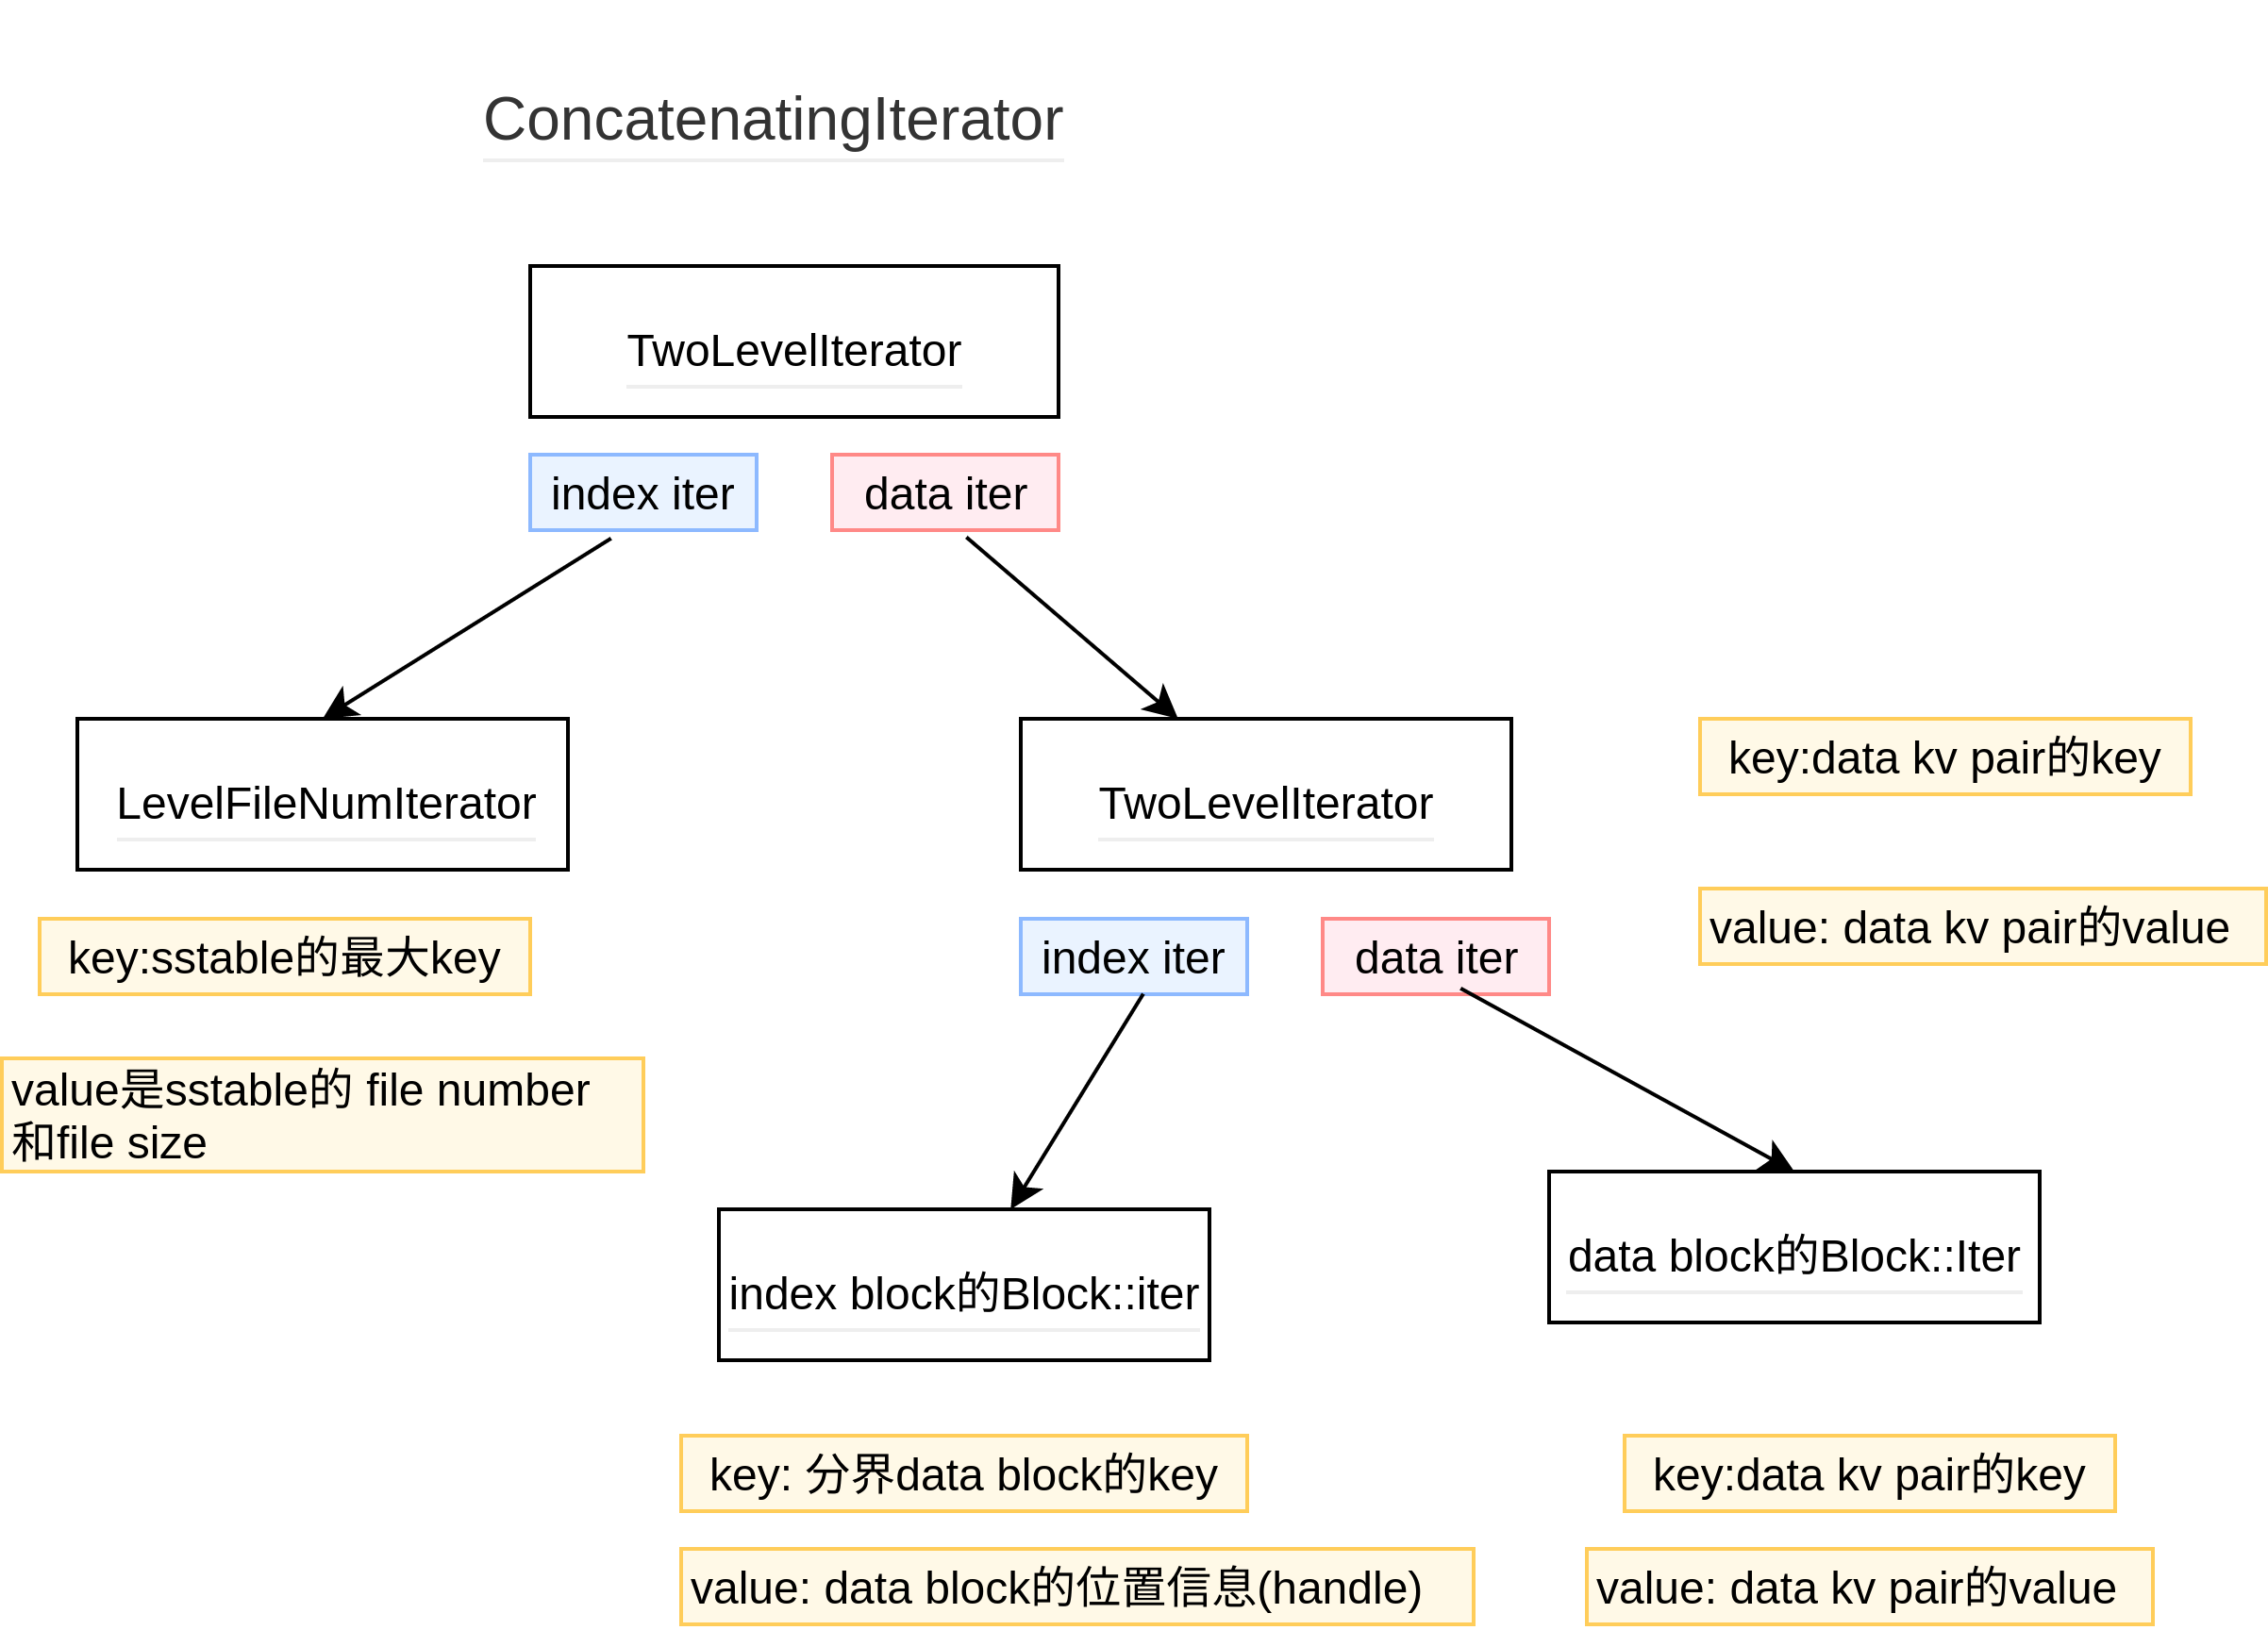 ConcatenatingIterator
TwoLevelIterator
index iter
data iter
LevelFileNumIterator
TwoLevelIterator
key:data kv pair的key
value: data kv pair的value
key:sstable的最大key
index iter
data iter
value是sstable的 file number
和file size
index block的Block::iter
data block的Block::Iter
key: 分界data block的key
key:data kv pair的key
value: data block的位置信息(handle)
value: data kv pair的value